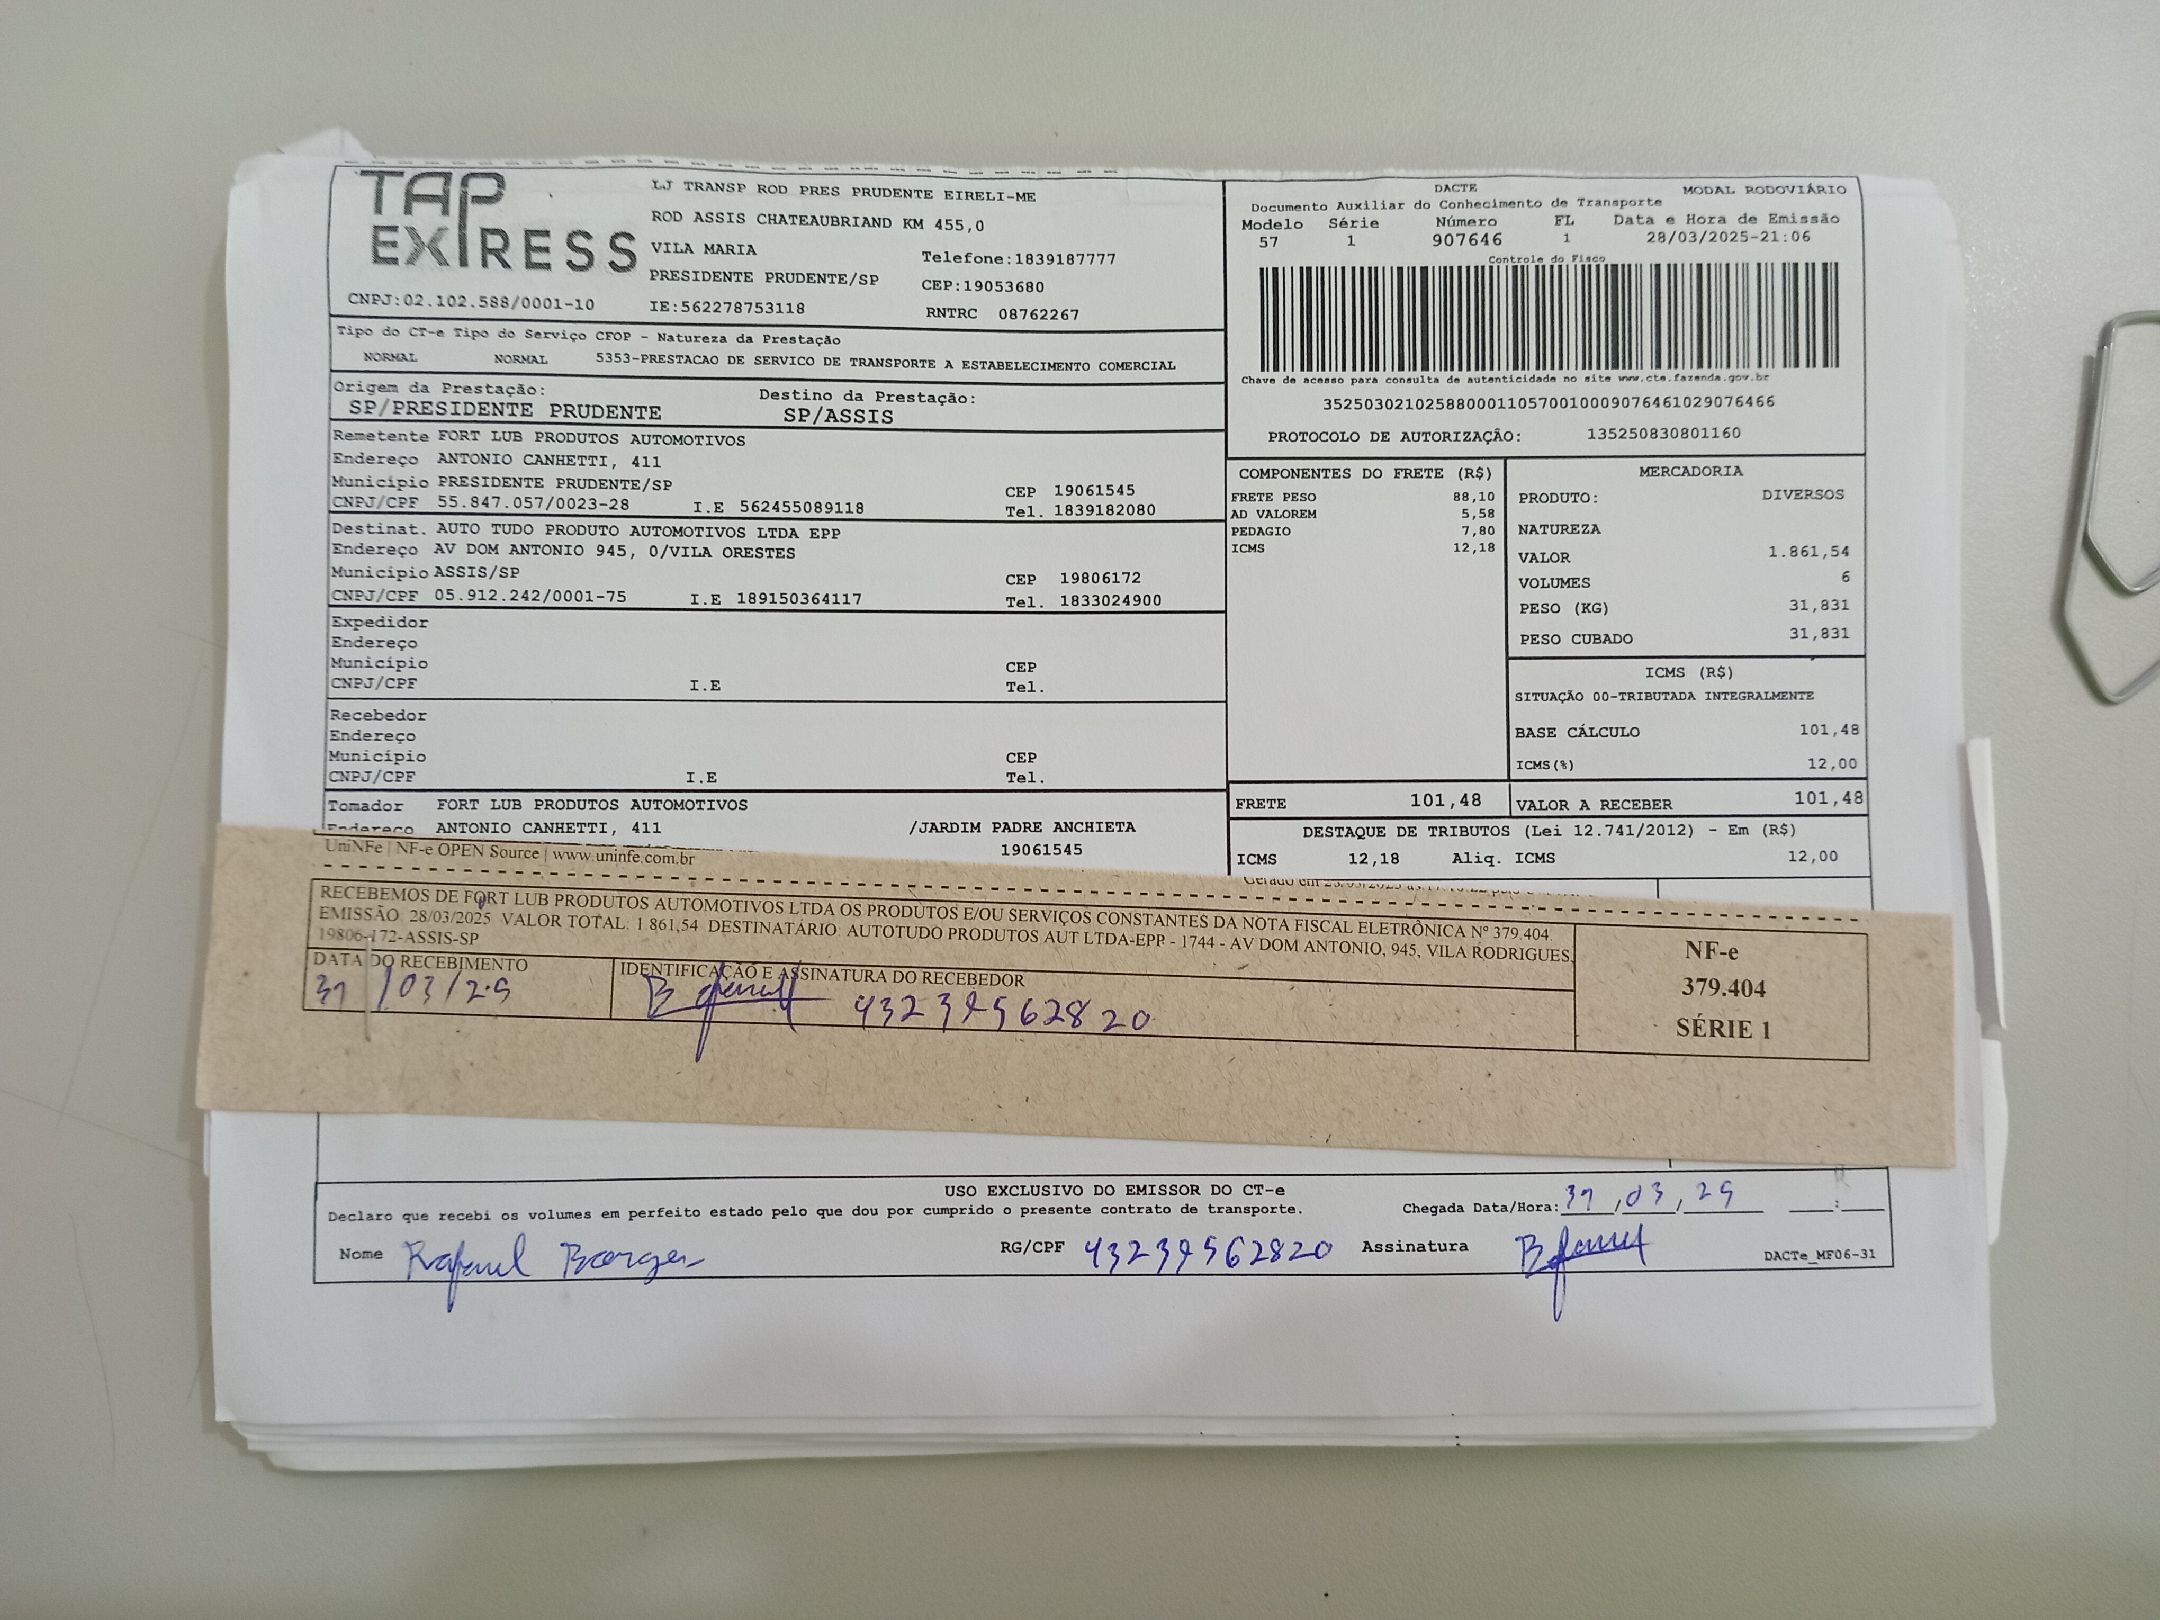 TAP EXPRESS
LJ TRANSP ROD PRES PRUDENTE EIRELI-ME
ROD ASSIS CHATEAUBRIAND KM 455,0
VILA MARIA
Telefone:1839187777
PRESIDENTE PRUDENTE/SP
CEP:19053680
CNPJ:02.102.588/0001-10 IE:562278753118 RNTRC 08762267
DACTE MODAL RODOVIÁRIO
Documento Auxiliar do Conhecimento de Transporte
Modelo Série Número FL Data e Hora de Emissão
57 1 907646 1 28/03/2025-21:06
Controle do Fisco
Chave de acesso para consulta de autenticidade no site www.cte.fazenda.gov.br
35250302102588000110570010009076461029076466
PROTOCOLO DE AUTORIZAÇÃO: 135250830801160
Tipo do CT-e Tipo do Serviço CFOP - Natureza da Prestação
NORMAL NORMAL 5353-PRESTACAO DE SERVICO DE TRANSPORTE A ESTABELECIMENTO COMERCIAL
Origem da Prestação: Destino da Prestação:
SP/PRESIDENTE PRUDENTE SP/ASSIS
Remetente FORT LUB PRODUTOS AUTOMOTIVOS
Endereço ANTONIO CANHETTI, 411
Município PRESIDENTE PRUDENTE/SP CEP 19061545
CNPJ/CPF 55.847.057/0023-28 I.E 562455089118 Tel. 1839182080
Destinat. AUTO TUDO PRODUTO AUTOMOTIVOS LTDA EPP
Endereço AV DOM ANTONIO 945, 0/VILA ORESTES
Município ASSIS/SP CEP 19806172
CNPJ/CPF 05.912.242/0001-75 I.E 189150364117 Tel. 1833024900
Expedidor
Endereço
Município CEP
CNPJ/CPF I.E Tel.
Recebedor
Endereço
Município CEP
CNPJ/CPF I.E Tel.
Tomador FORT LUB PRODUTOS AUTOMOTIVOS
Endereço ANTONIO CANHETTI, 411 /JARDIM PADRE ANCHIETA
19061545
COMPONENTES DO FRETE (R$)
FRETE PESO 88,10
AD VALOREM 5,58
PEDAGIO 7,80
ICMS 12,18
MERCADORIA
PRODUTO: DIVERSOS
NATUREZA
VALOR 1.861,54
VOLUMES 6
PESO (KG) 31,831
PESO CUBADO 31,831
ICMS (R$)
SITUAÇÃO 00-TRIBUTADA INTEGRALMENTE
BASE CÁLCULO 101,48
ICMS(%) 12,00
FRETE 101,48 VALOR A RECEBER 101,48
DESTAQUE DE TRIBUTOS (Lei 12.741/2012) - Em (R$)
ICMS 12,18 Aliq. ICMS 12,00
UniNFe | NF-e OPEN Source | www.uninfe.com.br
RECEBEMOS DE FORT LUB PRODUTOS AUTOMOTIVOS LTDA OS PRODUTOS E/OU SERVIÇOS CONSTANTES DA NOTA FISCAL ELETRÔNICA Nº 379.404.
EMISSÃO: 28/03/2025 VALOR TOTAL: 1.861,54 DESTINATÁRIO: AUTOTUDO PRODUTOS AUT LTDA-EPP - 1744 - AV DOM ANTONIO, 945, VILA RODRIGUES,
19806-172-ASSIS-SP
DATA DO RECEBIMENTO IDENTIFICAÇÃO E ASSINATURA DO RECEBEDOR
31/03/25 43239562820
NF-e
379.404
SÉRIE 1
USO EXCLUSIVO DO EMISSOR DO CT-e
Declaro que recebi os volumes em perfeito estado pelo que dou por cumprido o presente contrato de transporte. Chegada Data/Hora: 31/03/25
Nome Rafael Borges RG/CPF 43239562820 Assinatura
DACTe_MF06-31